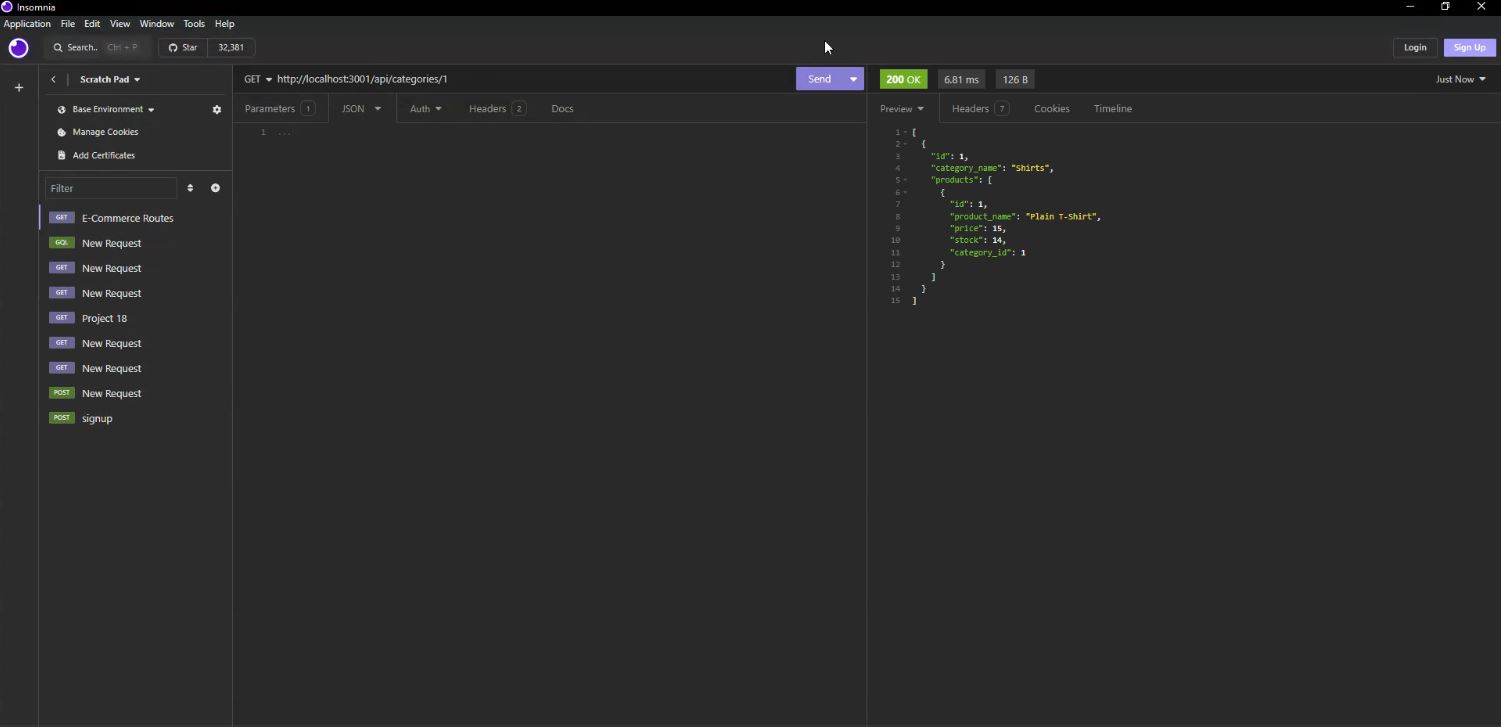 Insomnia
Application File Edit View Window Tools Help
Search.. Ctrl + P Star 32,381 Login Sign Up
Scratch Pad GET http://localhost:3001/api/categories/1 Send 200 OK 6.81 ms 126 B Just Now
Base Environment Parameters 1 JSON Auth Headers 2 Docs Preview Headers 7 Cookies Timeline
Manage Cookies
Add Certificates
Filter
GET E-Commerce Routes
GQL New Request
GET New Request
GET New Request
GET Project 18
GET New Request
GET New Request
POST New Request
POST signup
1 ...
1 [
2 {
3 "id": 1,
4 "category_name": "Shirts",
5 "products": [
6 {
7 "id": 1,
8 "product_name": "Plain T-Shirt",
9 "price": 15,
10 "stock": 14,
11 "category_id": 1
12 }
13 ]
14 }
15 ]